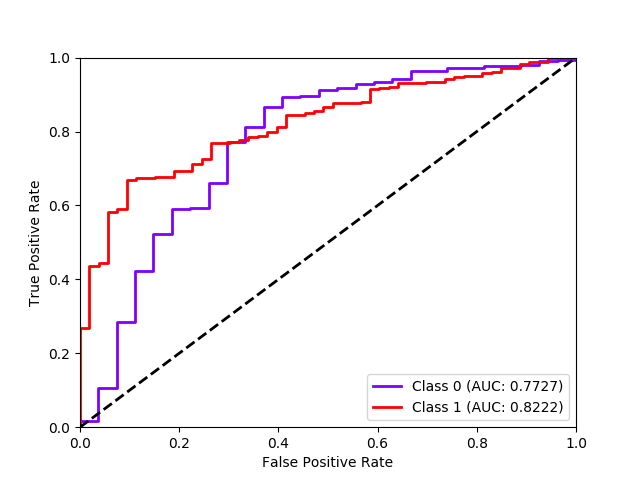 1.0
0.8
0.6
0.4
0.2
0.0
True Positive Rate
0.0 0.2 0.4 0.6 0.8 1.0
False Positive Rate
Class 0 (AUC: 0.7727)
Class 1 (AUC: 0.8222)